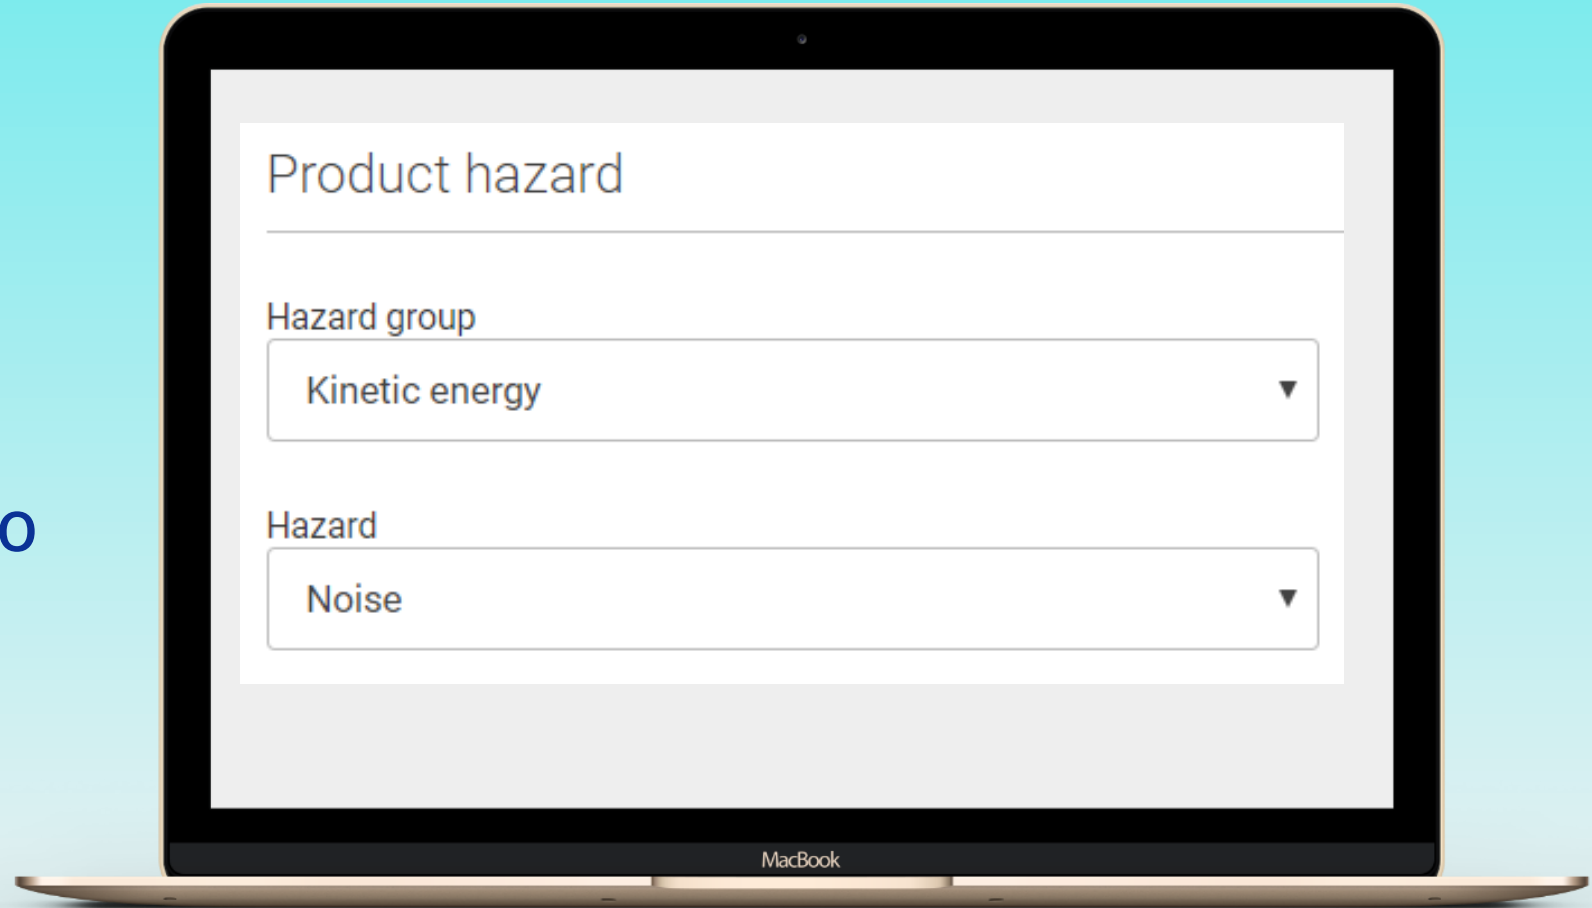 Product hazard
Hazard group
Kinetic energy
o
Hazard
Noise
MacBook